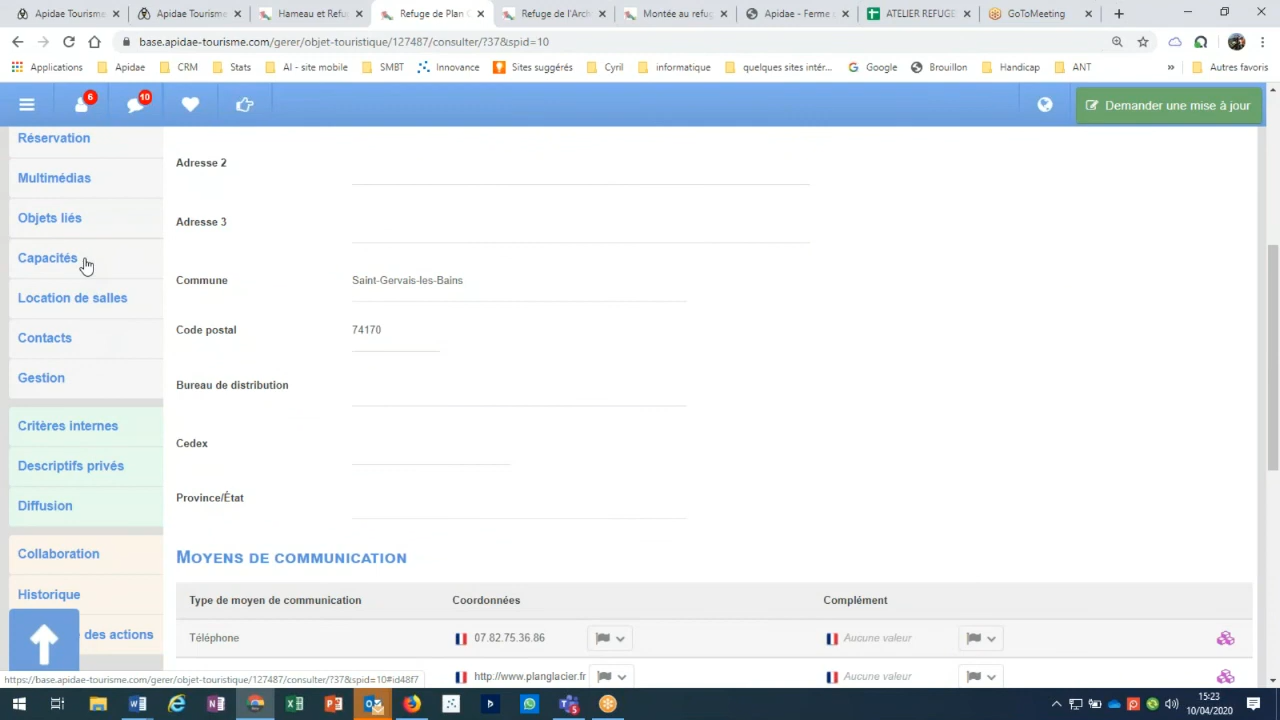 Apidae Tourisme
Apidae Tourisme
Hameau et Refuge
Refuge de Plan G
Refuge de l'Arch
Montée au refug
Apidae - Ferme
ATELIER REFUGE
GoToMeeting
base.apidae-tourisme.com/gerer/objet-touristique/127487/consulter/?37&spid=10
Applications
Apidae
CRM
Stats
AI - site mobile
SMBT
Innovance
Sites suggérés
Cyril
informatique
quelques sites intér...
Google
Brouillon
Handicap
ANT
»
Autres favoris
6
10
Demander une mise à jour
Réservation
Multimédias
Objets liés
Capacités
Location de salles
Contacts
Gestion
Critères internes
Descriptifs privés
Diffusion
Collaboration
Historique
des actions
Adresse 2
Adresse 3
Commune
Saint-Gervais-les-Bains
Code postal
74170
Bureau de distribution
Cedex
Province/État
MOYENS DE COMMUNICATION
Type de moyen de communication
Coordonnées
Complément
Téléphone
07.82.75.36.86
Aucune valeur
http://www.planglacier.fr
Aucune valeur
https://base.apidae-tourisme.com/gerer/objet-touristique/127487/consulter/?37&spid=10#id48f7
15:23
10/04/2020